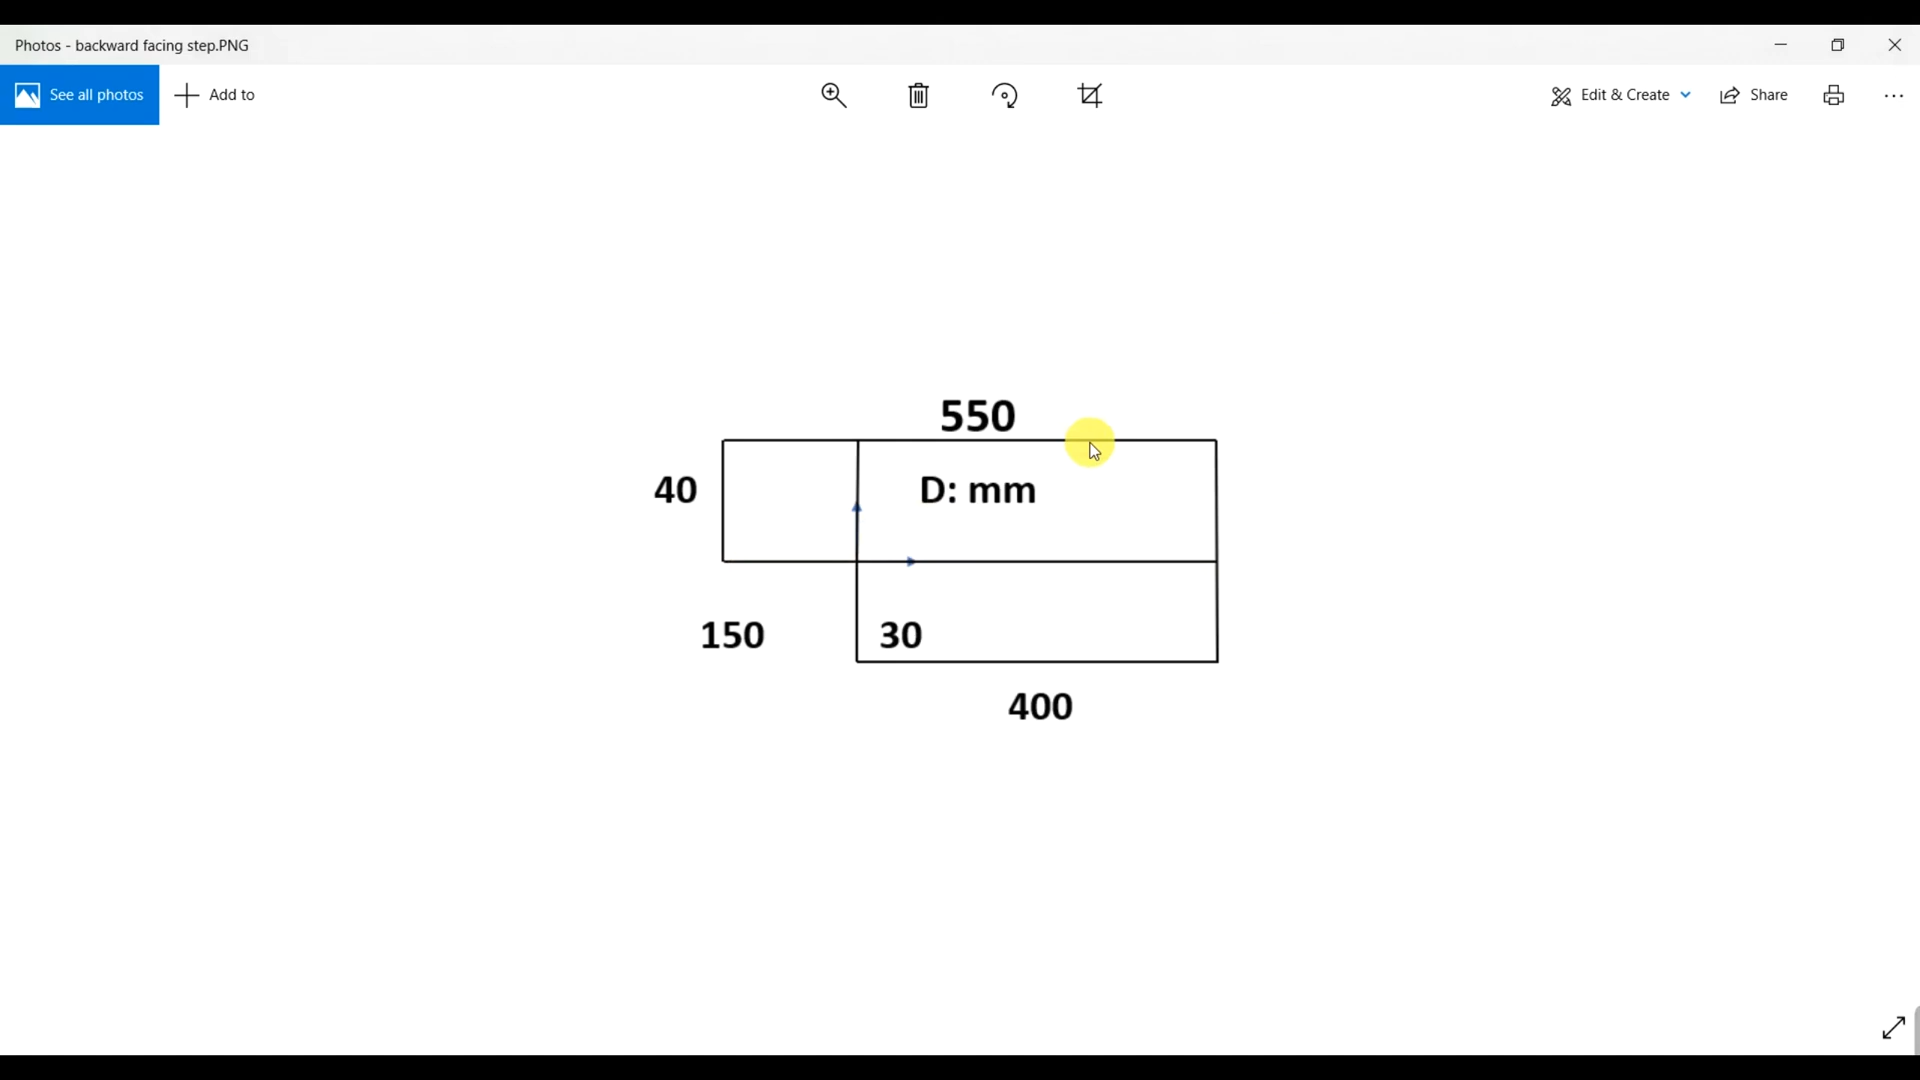 Photos - backward facing step.PNG
See all photos
Add to
Edit & Create
Share
550
40
D: mm
150
30
400